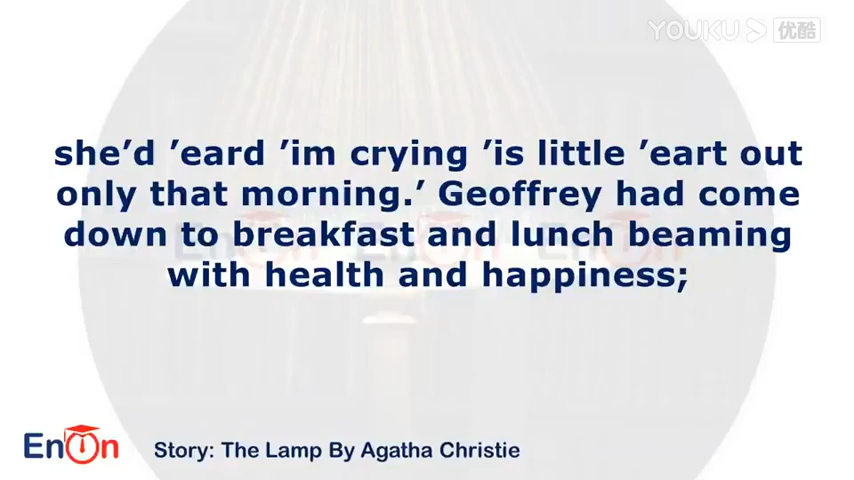 YOUKU 优酷
she’d ’eard ’im crying ’is little ’eart out
only that morning.’ Geoffrey had come
down to breakfast and lunch beaming
with health and happiness;
EnOn
Story: The Lamp By Agatha Christie